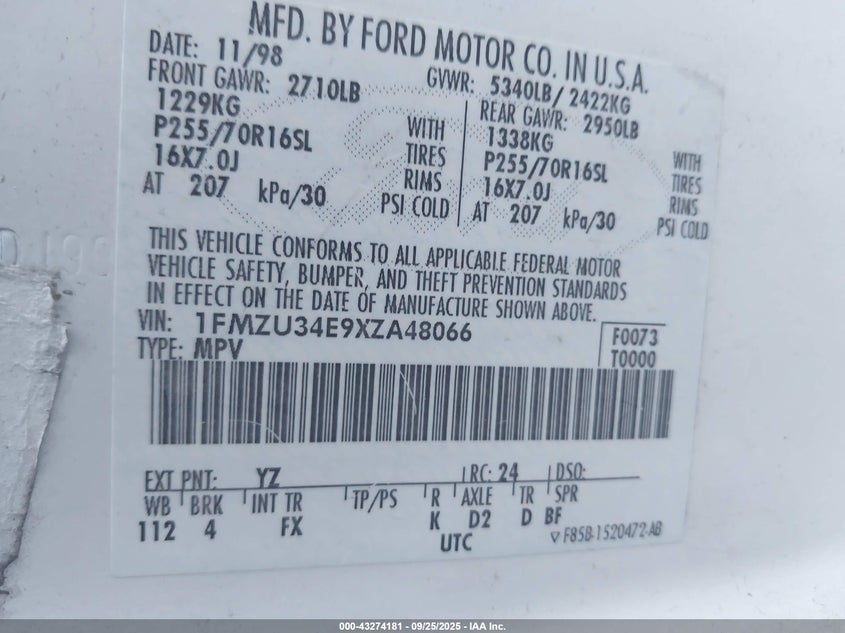 MFD. BY FORD MOTOR CO. IN U.S.A.
DATE: 11/98 GVWR: 5340LB/ 2422KG
FRONT GAWR: 2710LB REAR GAWR: 2950LB
1229KG WITH 1338KG WITH
P255/70R16SL TIRES P255/70R16SL TIRES
16X7.0J RIMS 16X7.0J RIMS
AT 207 kPa/30 PSI COLD AT 207 kPa/30 PSI COLD
THIS VEHICLE CONFORMS TO ALL APPLICABLE FEDERAL MOTOR
VEHICLE SAFETY, BUMPER, AND THEFT PREVENTION STANDARDS
IN EFFECT ON THE DATE OF MANUFACTURE SHOWN ABOVE.
VIN: 1FMZU34E9XZA48066 F0073
TYPE: MPV T0000
EXT PNT: YZ RC: 24 DSO:
WB BRK INT TR TP/PS R AXLE TR SPR
112 4 FX K D2 D BF
UTC ▽ F85B-1520472-AB
000-43274181 - 09/25/2025 - IAA Inc.